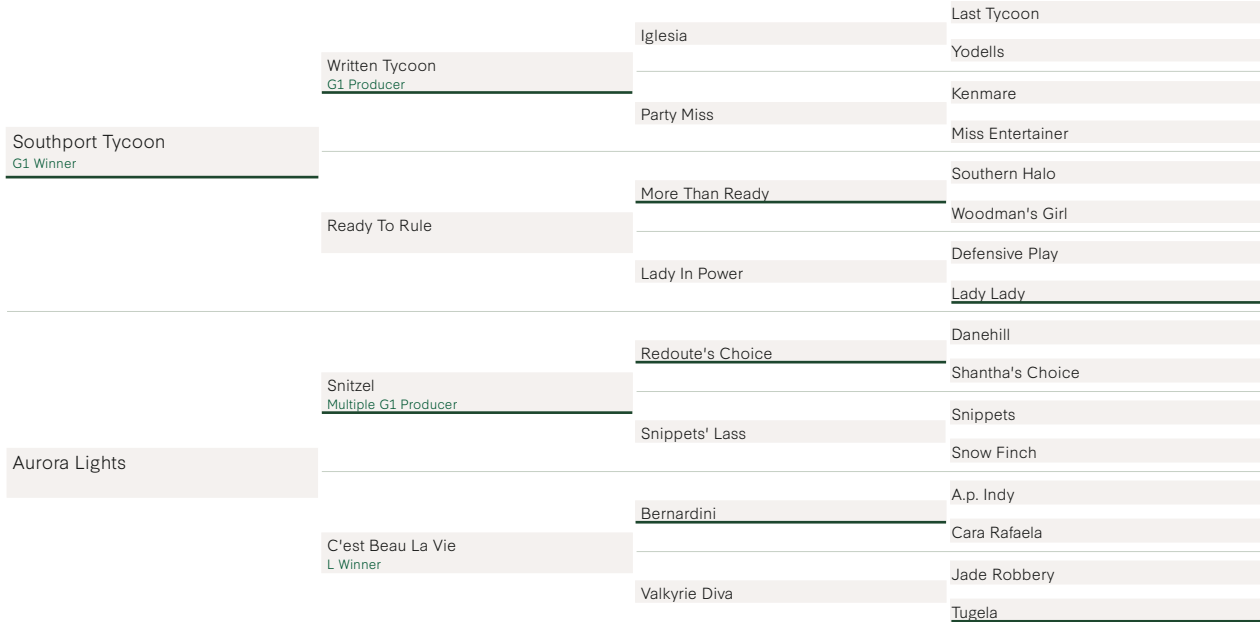 Southport Tycoon
G1 Winner
Aurora Lights
Written Tycoon
G1 Producer
Ready To Rule
Snitzel
Multiple G1 Producer
C'est Beau La Vie
L Winner
Iglesia
Party Miss
More Than Ready
Lady In Power
Redoute's Choice
Snippets' Lass
Bernardini
Valkyrie Diva
Last Tycoon
Yodells
Kenmare
Miss Entertainer
Southern Halo
Woodman's Girl
Defensive Play
Lady Lady
Danehill
Shantha's Choice
Snippets
Snow Finch
A.p. Indy
Cara Rafaela
Jade Robbery
Tugela